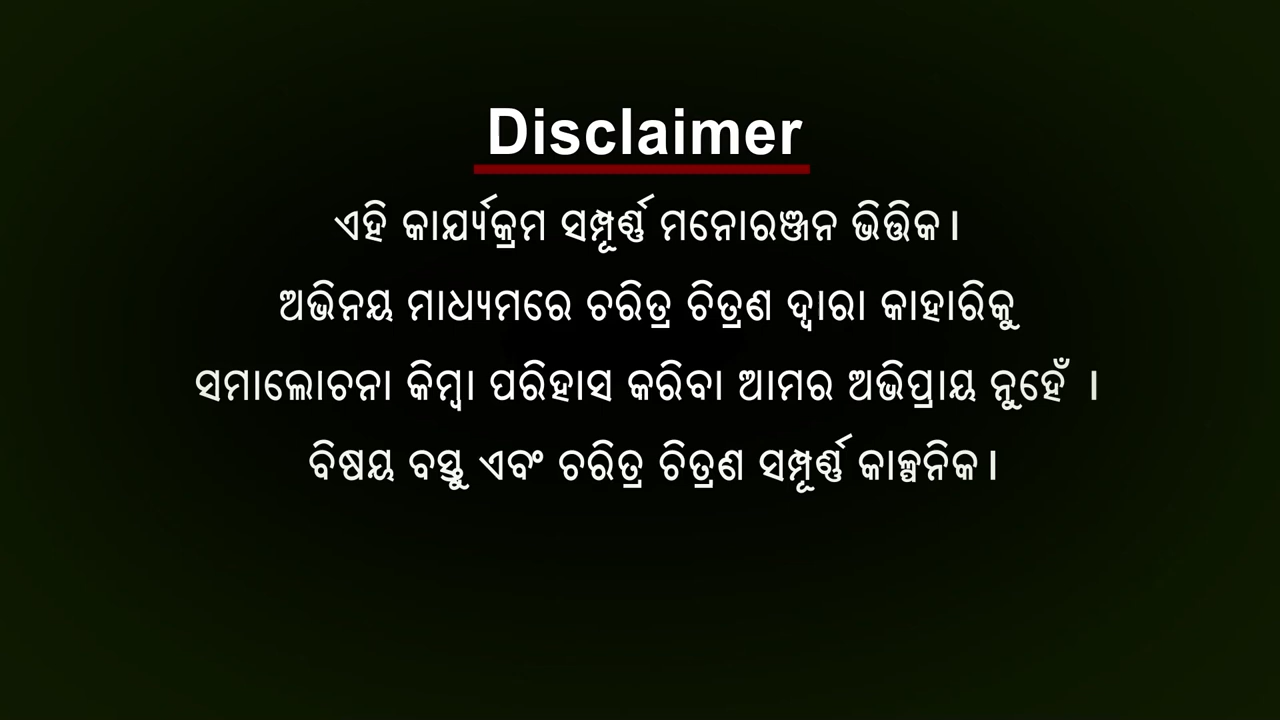 Disclaimer
ଏହି କାର୍ଯ୍ୟକ୍ରମ ସମ୍ପୂର୍ଣ୍ଣ ମନୋରଞ୍ଜନ ଭିତ୍ତିକ।
ଅଭିନୟ ମାଧ୍ୟମରେ ଚରିତ୍ର ଚିତ୍ରଣ ଦ୍ୱାରା କାହାରିକୁ
ସମାଲୋଚନା କିମ୍ବା ପରିହାସ କରିବା ଆମର ଅଭିପ୍ରାୟ ନୁହେଁ ।
ବିଷୟ ବସ୍ତୁ ଏବଂ ଚରିତ୍ର ଚିତ୍ରଣ ସମ୍ପୂର୍ଣ୍ଣ କାଳ୍ପନିକ।